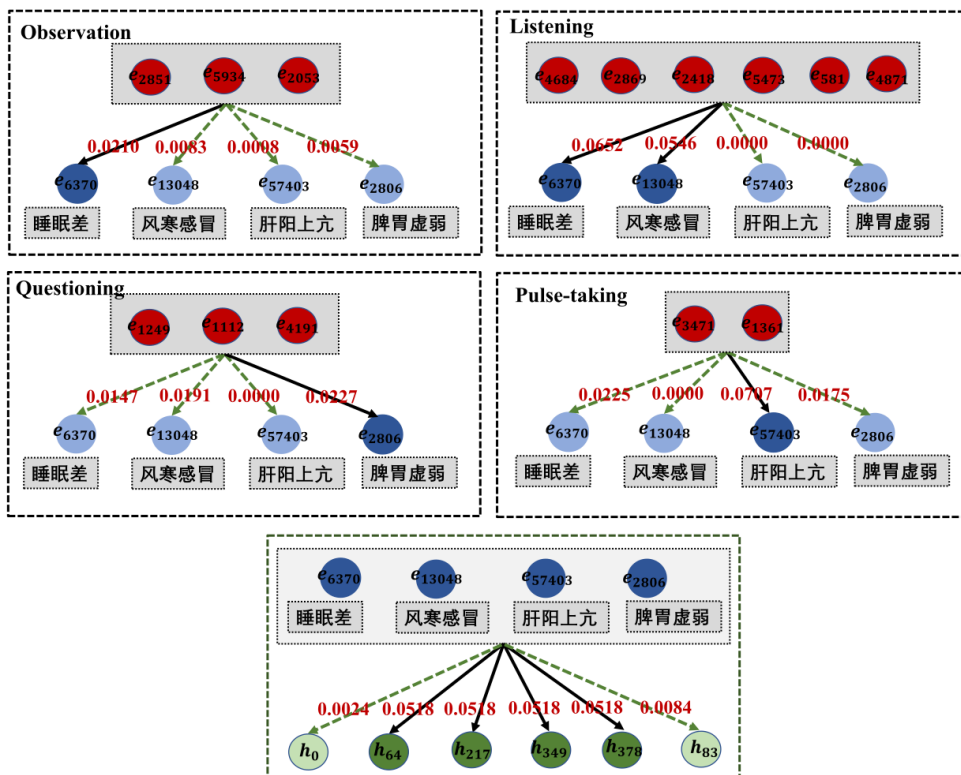 Observation
e2851 e5934 e2053
0.0210 0.0083 0.0008 0.0059
e6370 e13048 e57403 e2806
睡眠差 风寒感冒 肝阳上亢 脾胃虚弱
Listening
e4684 e2869 e2418 e5473 e581 e4871
0.0652 0.0546 0.0000 0.0000
e6370 e13048 e57403 e2806
睡眠差 风寒感冒 肝阳上亢 脾胃虚弱
Questioning
e1249 e1112 e4191
0.0147 0.0191 0.0000 0.0227
e6370 e13048 e57403 e2806
睡眠差 风寒感冒 肝阳上亢 脾胃虚弱
Pulse-taking
e3471 e1361
0.0225 0.0000 0.0707 0.0175
e6370 e13048 e57403 e2806
睡眠差 风寒感冒 肝阳上亢 脾胃虚弱
e6370 e13048 e57403 e2806
睡眠差 风寒感冒 肝阳上亢 脾胃虚弱
0.0024 0.0518 0.0518 0.0518 0.0518 0.0084
h0 h64 h217 h349 h378 h83